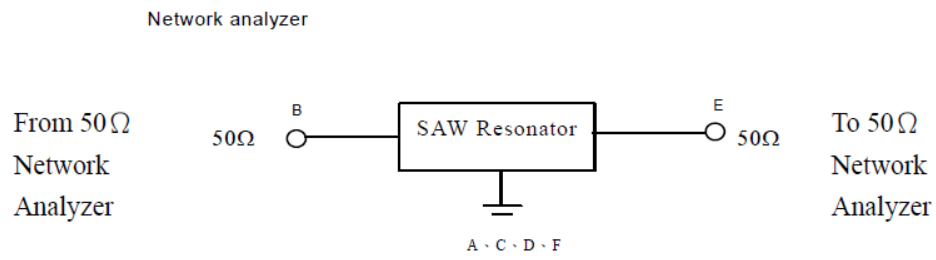 Network analyzer
From 50Ω
Network
Analyzer
50Ω
B
SAW Resonator
E
50Ω
To 50Ω
Network
Analyzer
A、C、D、F